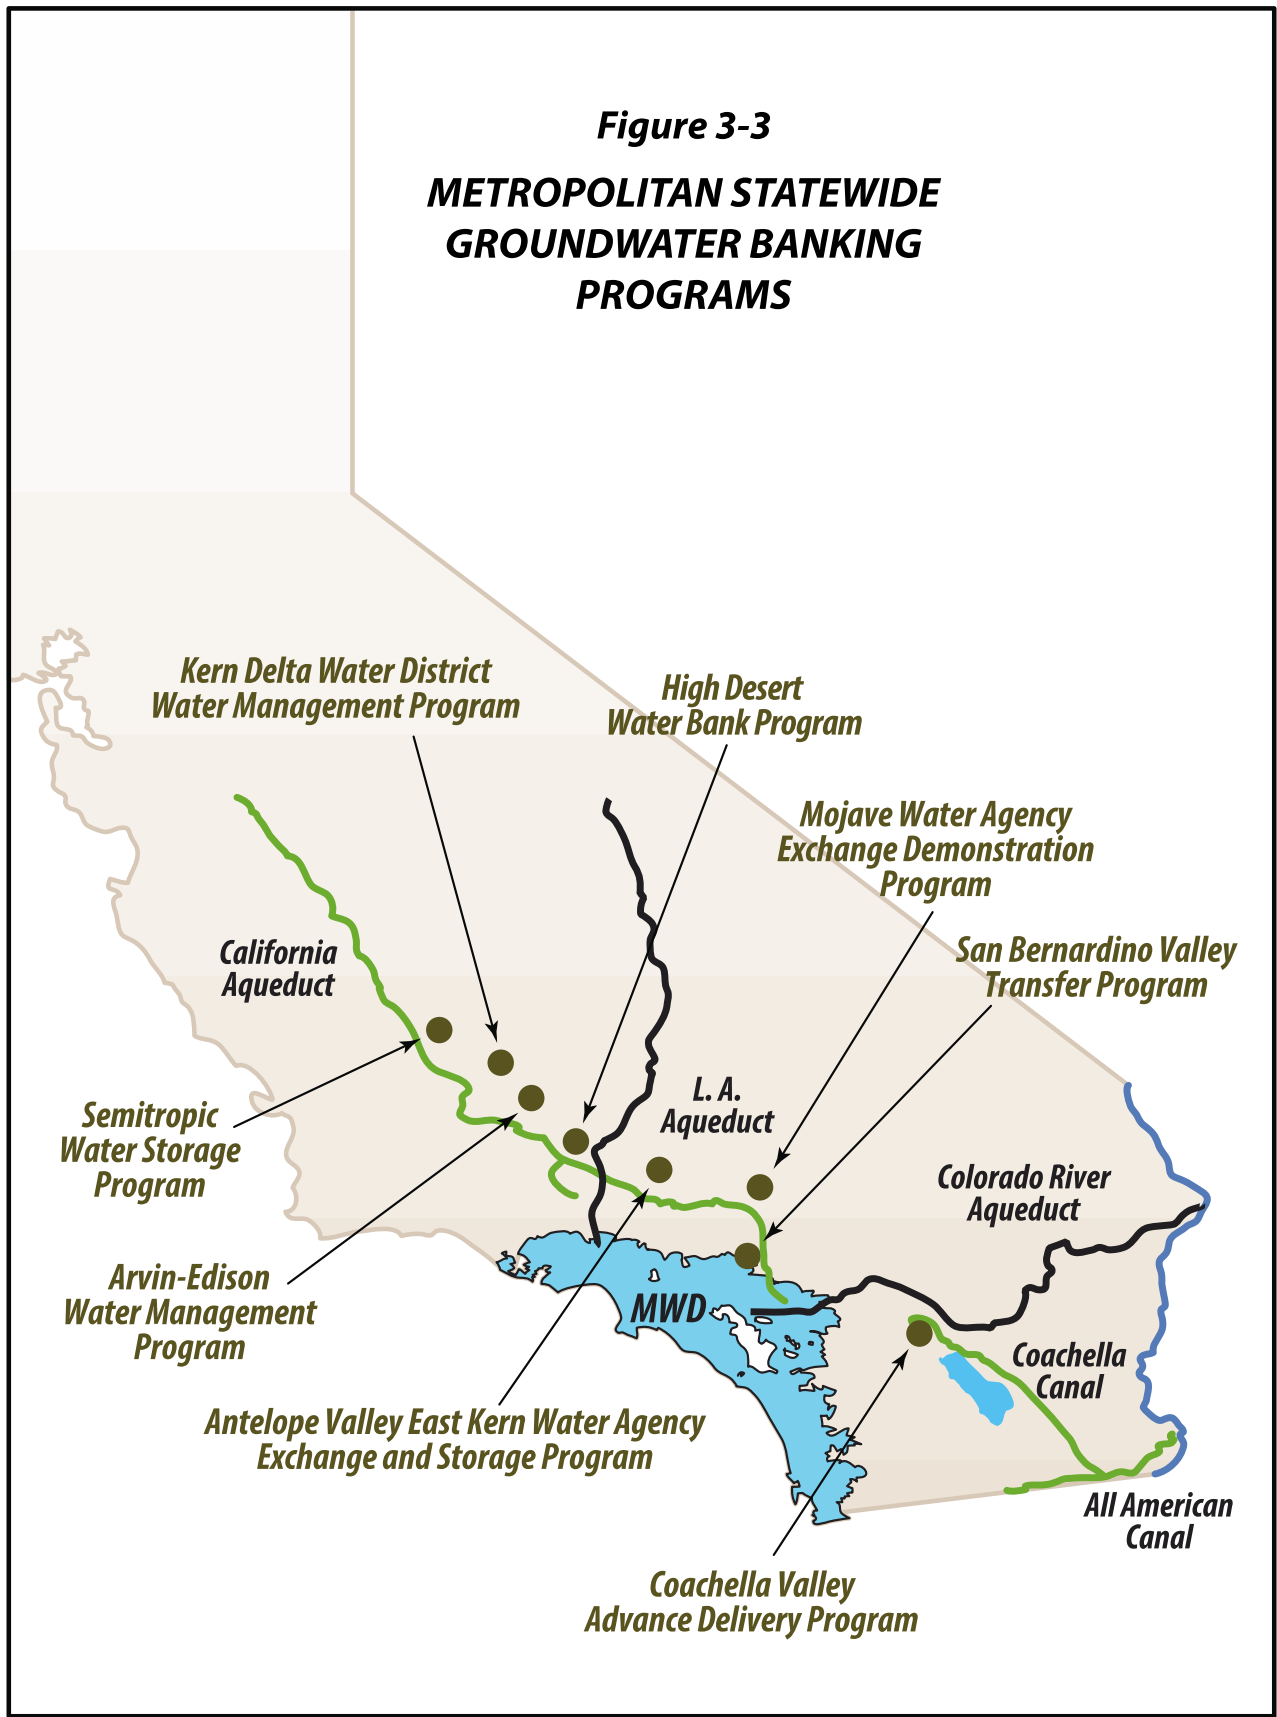 Figure 3-3
METROPOLITAN STATEWIDE
GROUNDWATER BANKING
PROGRAMS
Kern Delta Water District
Water Management Program
High Desert
Water Bank Program
Mojave Water Agency
Exchange Demonstration
Program
San Bernardino Valley
Transfer Program
California
Aqueduct
L. A.
Aqueduct
Semitropic
Water Storage
Program
Colorado River
Aqueduct
Arvin-Edison
Water Management
Program
MWD
Coachella
Canal
Antelope Valley East Kern Water Agency
Exchange and Storage Program
All American
Canal
Coachella Valley
Advance Delivery Program